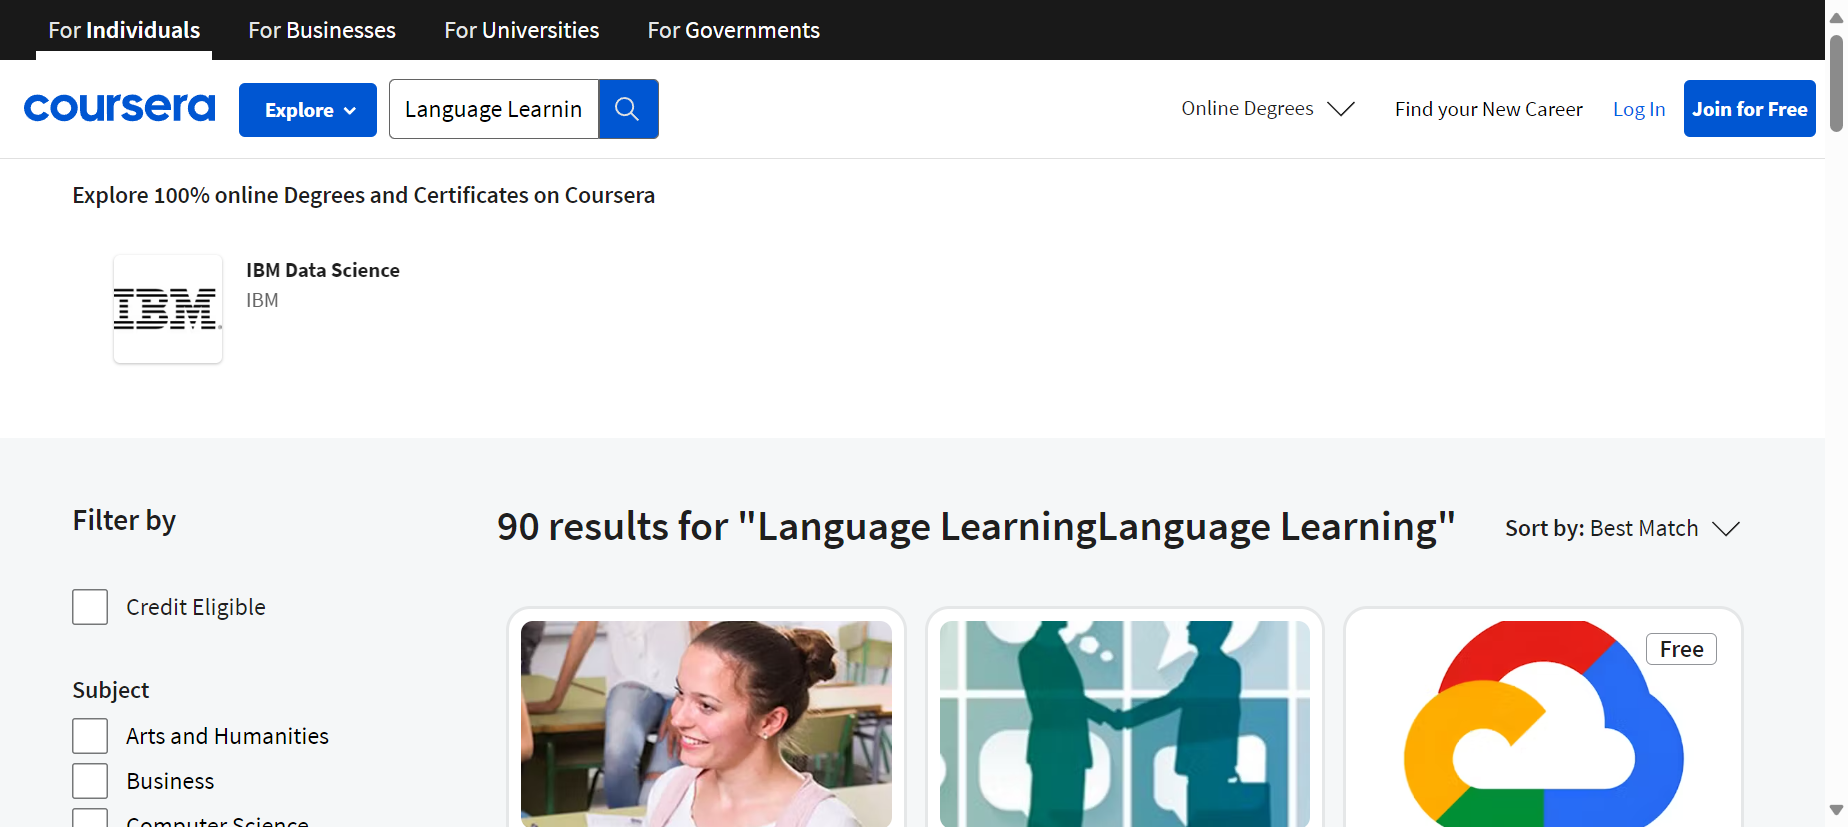 For Individuals
For Businesses
For Universities
For Governments
coursera
Explore
Language Learnin
Online Degrees
Find your New Career
Log In
Join for Free
Explore 100% online Degrees and Certificates on Coursera
IBM
IBM Data Science
IBM
Filter by
90 results for "Language LearningLanguage Learning"
Sort by: Best Match
Credit Eligible
Free
Subject
Arts and Humanities
Business
Computer Science